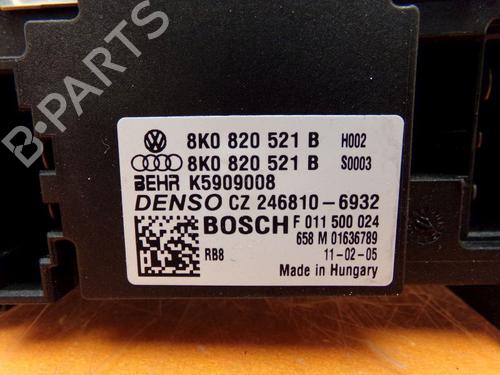 B-PARTS
8K0 820 521 B H002
8K0 820 521 B S0003
BEHR K5909008
DENSO CZ 246810-6932
BOSCH F 011 500 024
658 M 01636789
RB8 11-02-05
Made in Hungary